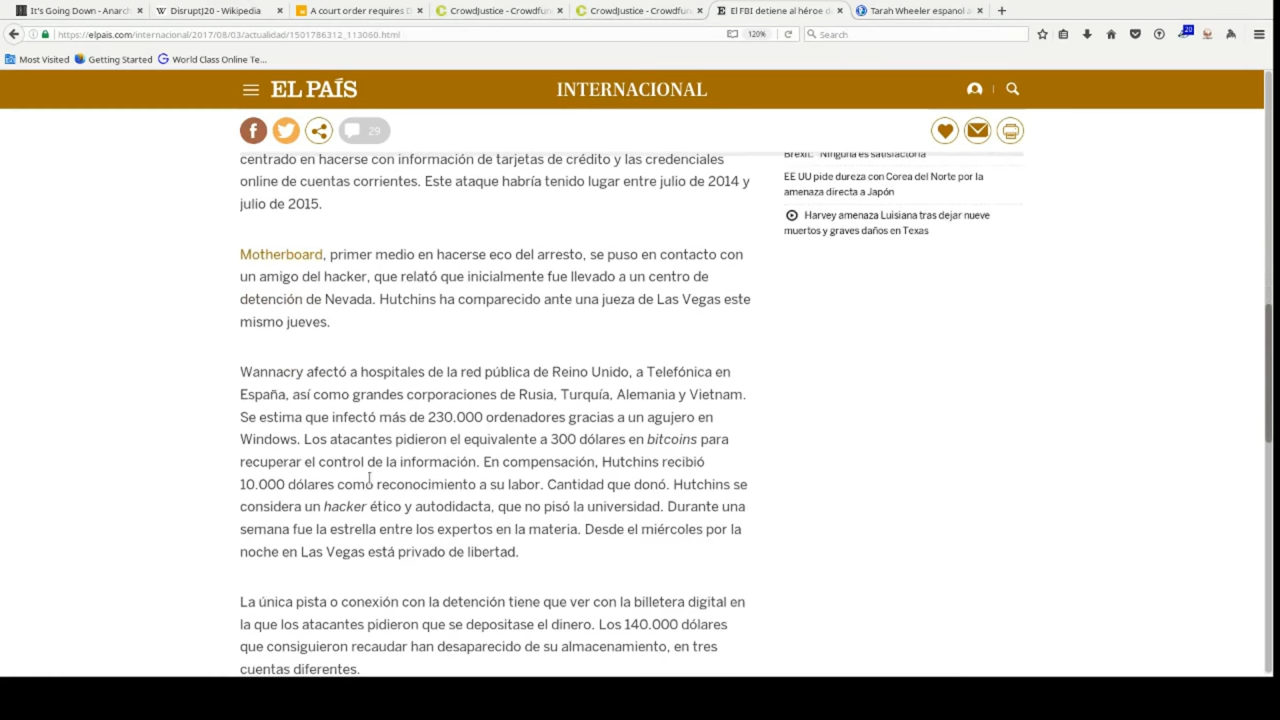 It's Going Down - Anarch
DisruptJ20 - Wikipedia
A court order requires D
CrowdJustice - Crowdfun
CrowdJustice - Crowdfu
El FBI detiene al héroe d
Tarah Wheeler espanol a
https://elpais.com/internacional/2017/08/03/actualidad/1501786312_113060.html
120%
Search
20
Most Visited
Getting Started
World Class Online Te...
EL PAÍS
INTERNACIONAL
29
centrado en hacerse con información de tarjetas de crédito y las credenciales
online de cuentas corrientes. Este ataque habría tenido lugar entre julio de 2014 y
julio de 2015.
Motherboard, primer medio en hacerse eco del arresto, se puso en contacto con
un amigo del hacker, que relató que inicialmente fue llevado a un centro de
detención de Nevada. Hutchins ha comparecido ante una jueza de Las Vegas este
mismo jueves.
Wannacry afectó a hospitales de la red pública de Reino Unido, a Telefónica en
España, así como grandes corporaciones de Rusia, Turquía, Alemania y Vietnam.
Se estima que infectó más de 230.000 ordenadores gracias a un agujero en
Windows. Los atacantes pidieron el equivalente a 300 dólares en bitcoins para
recuperar el control de la información. En compensación, Hutchins recibió
10.000 dólares como reconocimiento a su labor. Cantidad que donó. Hutchins se
considera un hacker ético y autodidacta, que no pisó la universidad. Durante una
semana fue la estrella entre los expertos en la materia. Desde el miércoles por la
noche en Las Vegas está privado de libertad.
La única pista o conexión con la detención tiene que ver con la billetera digital en
la que los atacantes pidieron que se depositase el dinero. Los 140.000 dólares
que consiguieron recaudar han desaparecido de su almacenamiento, en tres
cuentas diferentes.
Brexit: "Ninguna es satisfactoria"
EE UU pide dureza con Corea del Norte por la
amenaza directa a Japón
Harvey amenaza Luisiana tras dejar nueve
muertos y graves daños en Texas